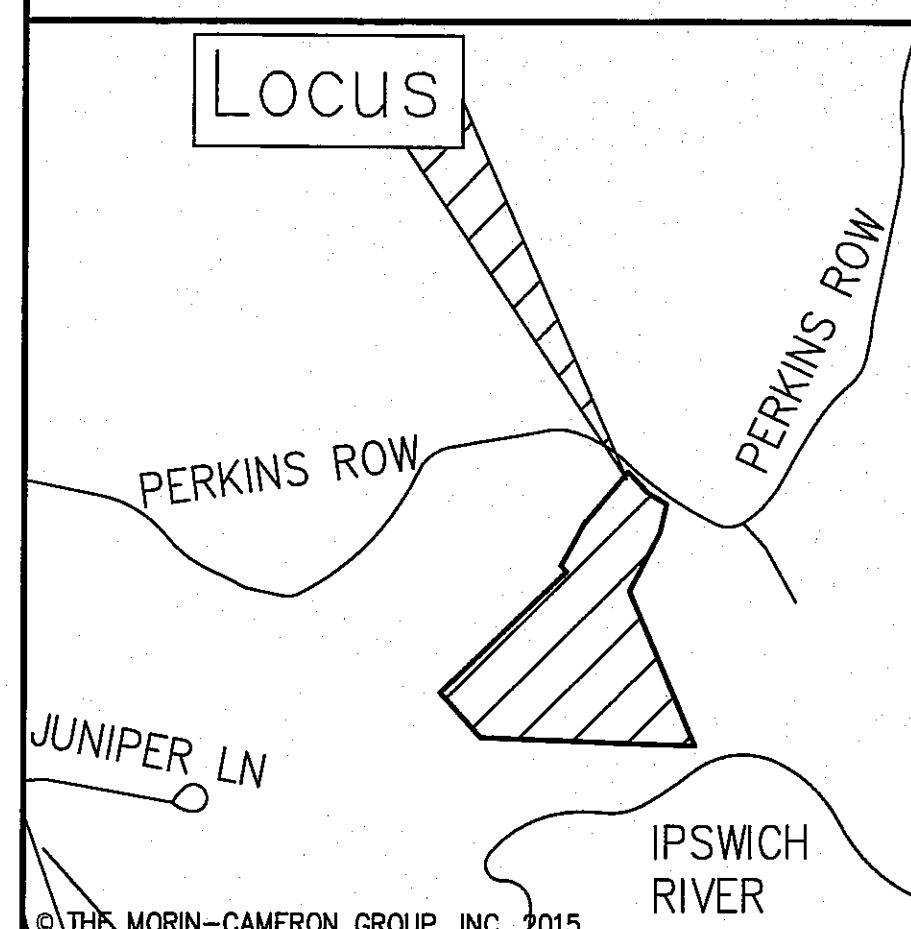 Locus
PERKINS ROW
PERKINS ROW
JUNIPER LN
IPSWICH
RIVER
© THE MORIN-CAMERON GROUP, INC. 2015